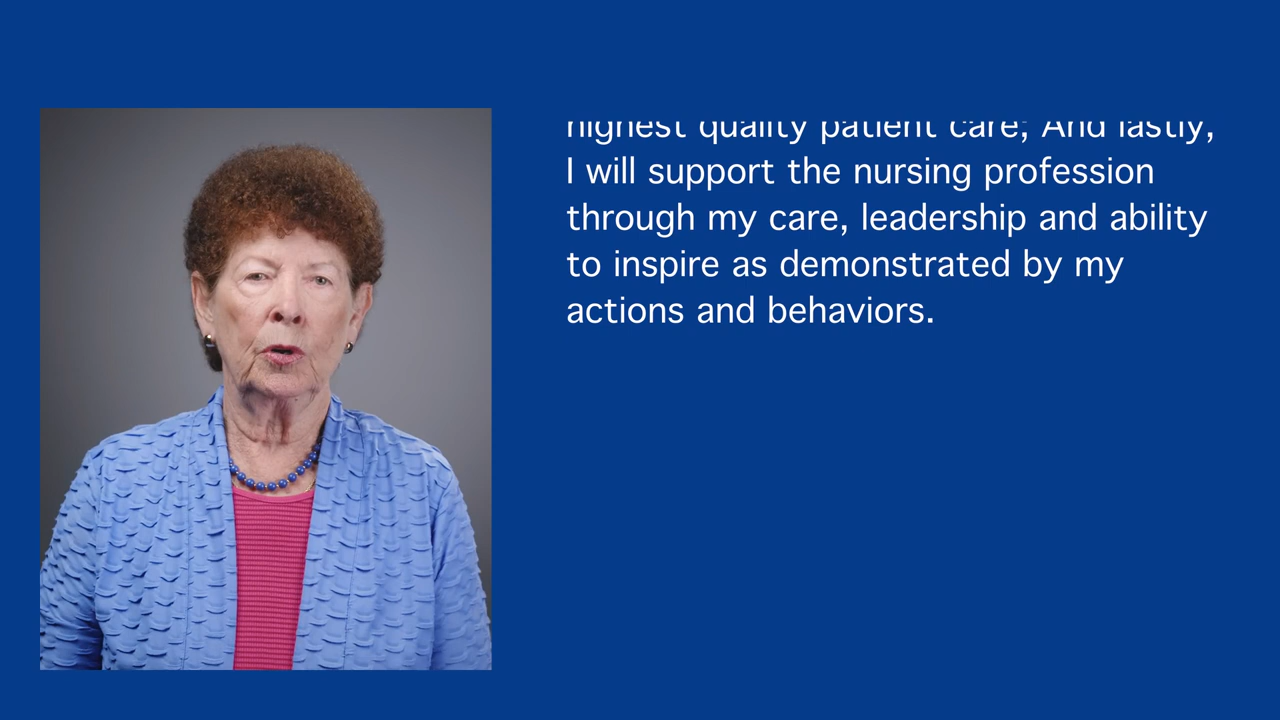 highest quality patient care; And lastly,
I will support the nursing profession
through my care, leadership and ability
to inspire as demonstrated by my
actions and behaviors.